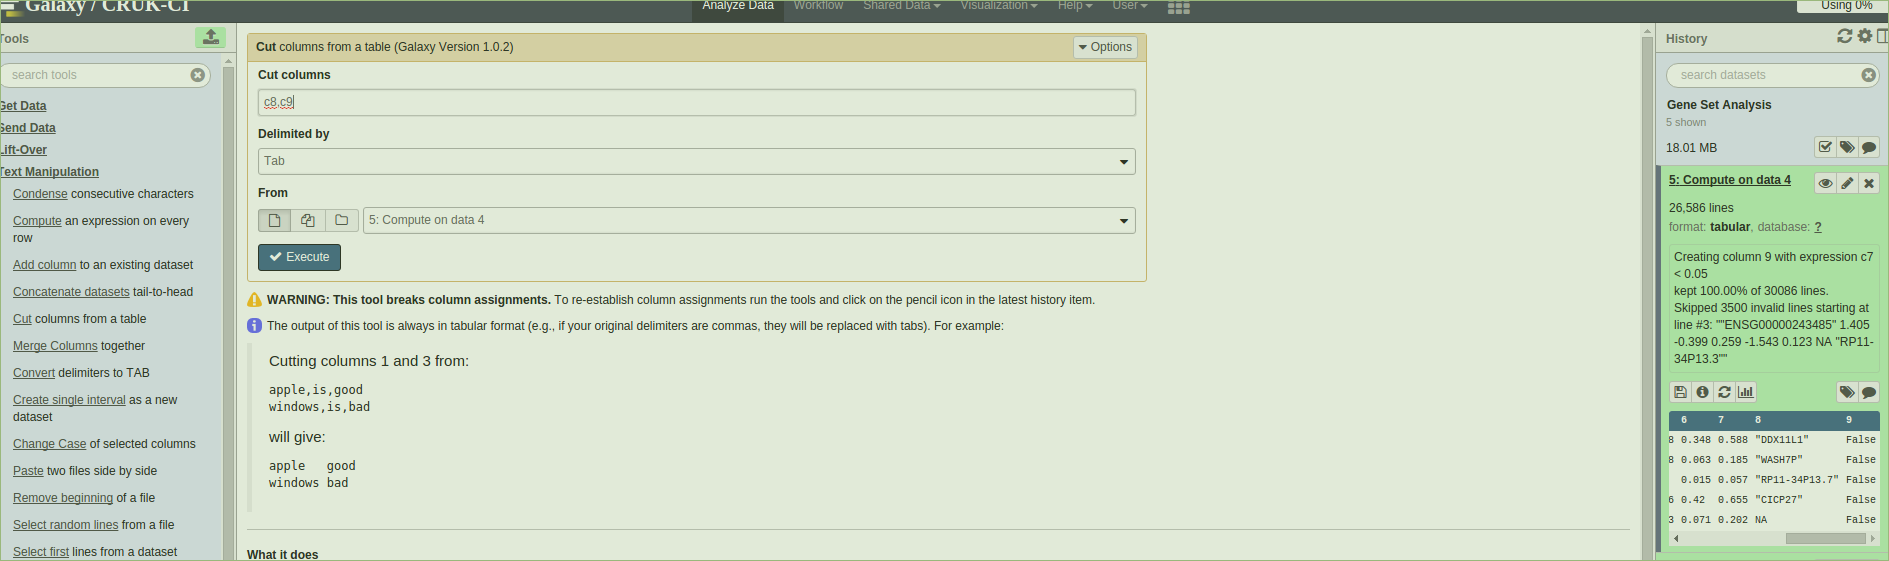 Galaxy / CRUK-CI
Analyze Data Workflow Shared Data Visualization Help User
Using 0%
Tools
search tools
Get Data
Send Data
Lift-Over
Text Manipulation
Condense consecutive characters
Compute an expression on every
row
Add column to an existing dataset
Concatenate datasets tail-to-head
Cut columns from a table
Merge Columns together
Convert delimiters to TAB
Create single interval as a new
dataset
Change Case of selected columns
Paste two files side by side
Remove beginning of a file
Select random lines from a file
Select first lines from a dataset
Cut columns from a table (Galaxy Version 1.0.2)
Options
Cut columns
c8,c9
Delimited by
Tab
From
5: Compute on data 4
Execute
WARNING: This tool breaks column assignments. To re-establish column assignments run the tools and click on the pencil icon in the latest history item.
The output of this tool is always in tabular format (e.g., if your original delimiters are commas, they will be replaced with tabs). For example:
Cutting columns 1 and 3 from:
apple,is,good
windows,is,bad
will give:
apple good
windows bad
What it does
History
search datasets
Gene Set Analysis
5 shown
18.01 MB
5: Compute on data 4
26,586 lines
format: tabular, database: ?
Creating column 9 with expression c7
< 0.05
kept 100.00% of 30086 lines.
Skipped 3500 invalid lines starting at
line #3: ""ENSG00000243485" 1.405
-0.399 0.259 -1.543 0.123 NA "RP11-
34P13.3""
6 7 8 9
8 0.348 0.588 "DDX11L1" False
8 0.063 0.185 "WASH7P" False
0.015 0.057 "RP11-34P13.7" False
6 0.42 0.655 "CICP27" False
3 0.071 0.202 NA False